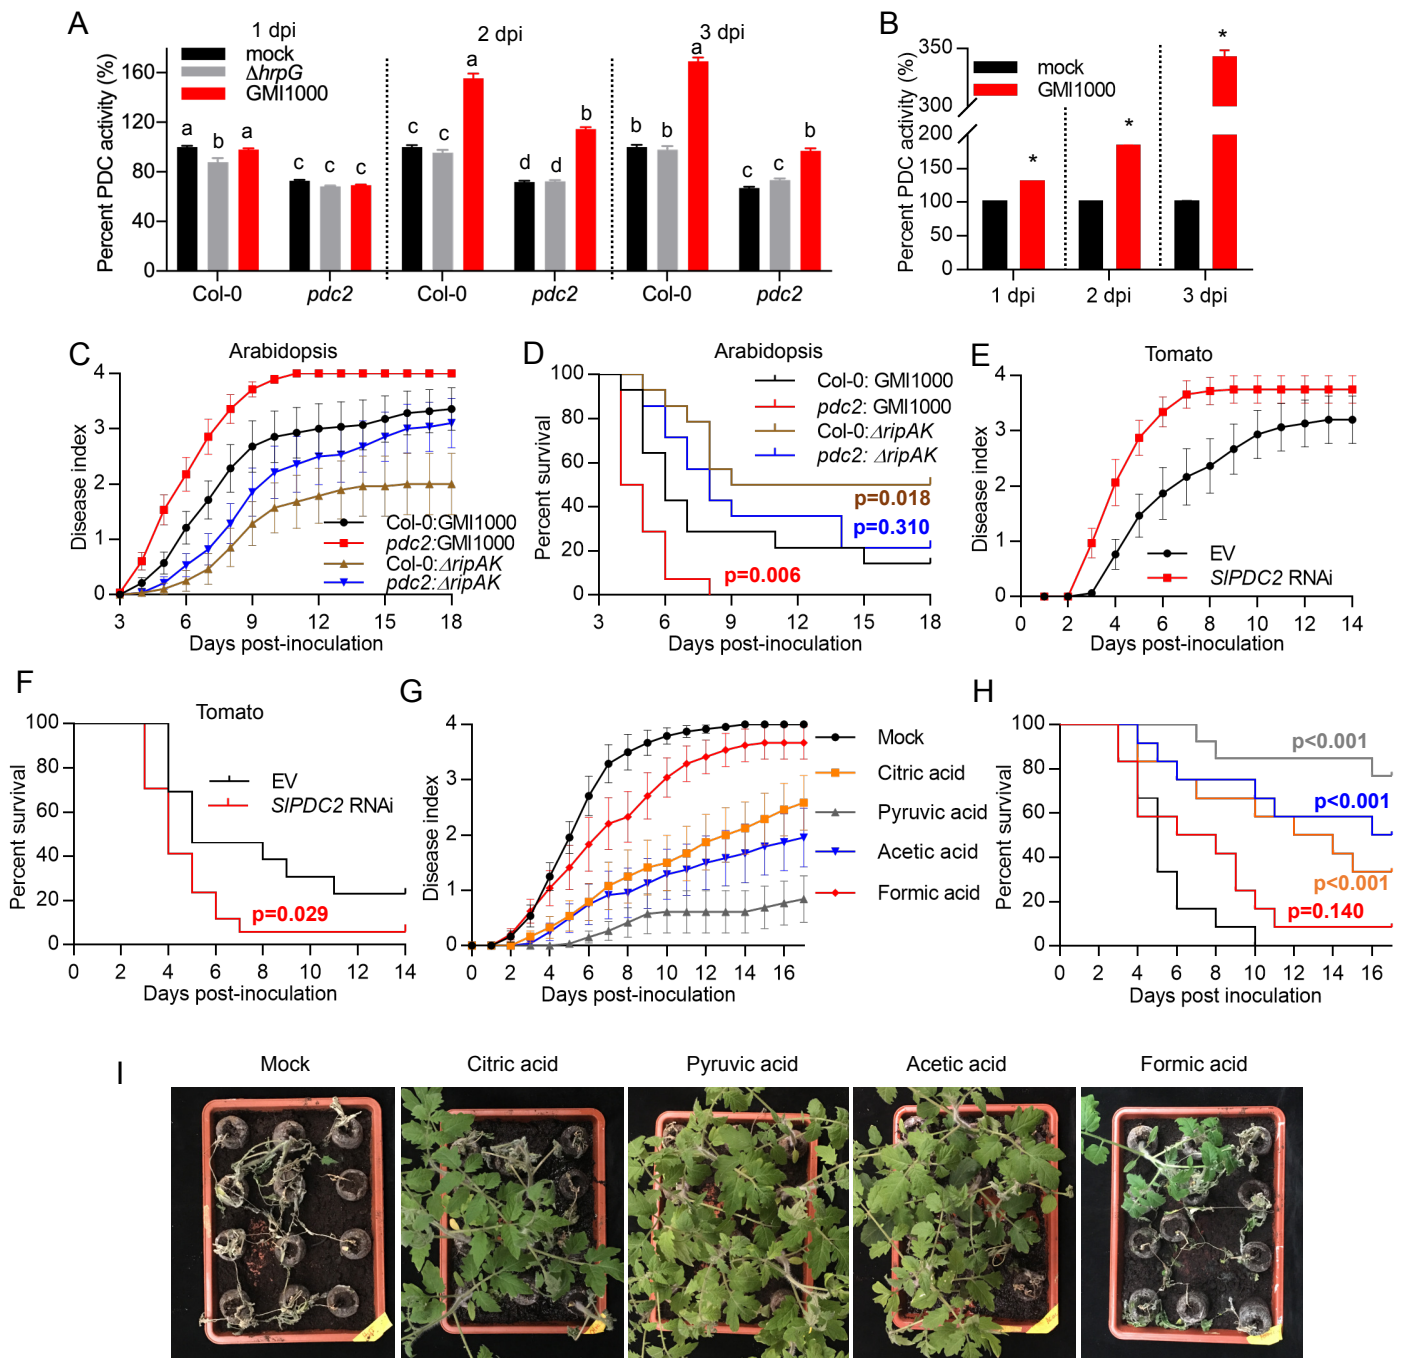 A
1 dpi
2 dpi
3 dpi
mock
ΔhrpG
GMI1000
Percent PDC activity (%)
160
120
80
40
0
a
b
a
c
c
c
c
c
a
d
d
b
b
b
a
c
c
b
Col-0
pdc2
Col-0
pdc2
Col-0
pdc2
B
mock
GMI1000
Percent PDC activity (%)
350
300
200
150
100
50
0
*
*
*
1 dpi
2 dpi
3 dpi
C
Arabidopsis
Disease index
4
3
2
1
0
Col-0:GMI1000
pdc2:GMI1000
Col-0:ΔripAK
pdc2:ΔripAK
3
6
9
12
15
18
Days post-inoculation
D
Arabidopsis
Percent survival
100
80
60
40
20
0
Col-0: GMI1000
pdc2: GMI1000
Col-0:ΔripAK
pdc2: ΔripAK
p=0.018
p=0.310
p=0.006
3
6
9
12
15
18
Days post-inoculation
E
Tomato
Disease index
4
3
2
1
0
EV
SlPDC2 RNAi
0
2
4
6
8
10
12
14
Days post-inoculation
F
Tomato
Percent survival
100
80
60
40
20
0
EV
SlPDC2 RNAi
p=0.029
0
2
4
6
8
10
12
14
Days post-inoculation
G
Disease index
4
3
2
1
0
Mock
Citric acid
Pyruvic acid
Acetic acid
Formic acid
0
2
4
6
8
10
12
14
16
Days post-inoculation
H
Percent survival
100
80
60
40
20
0
p<0.001
p<0.001
p<0.001
p=0.140
0
2
4
6
8
10
12
14
16
Days post inoculation
I
Mock
Citric acid
Pyruvic acid
Acetic acid
Formic acid